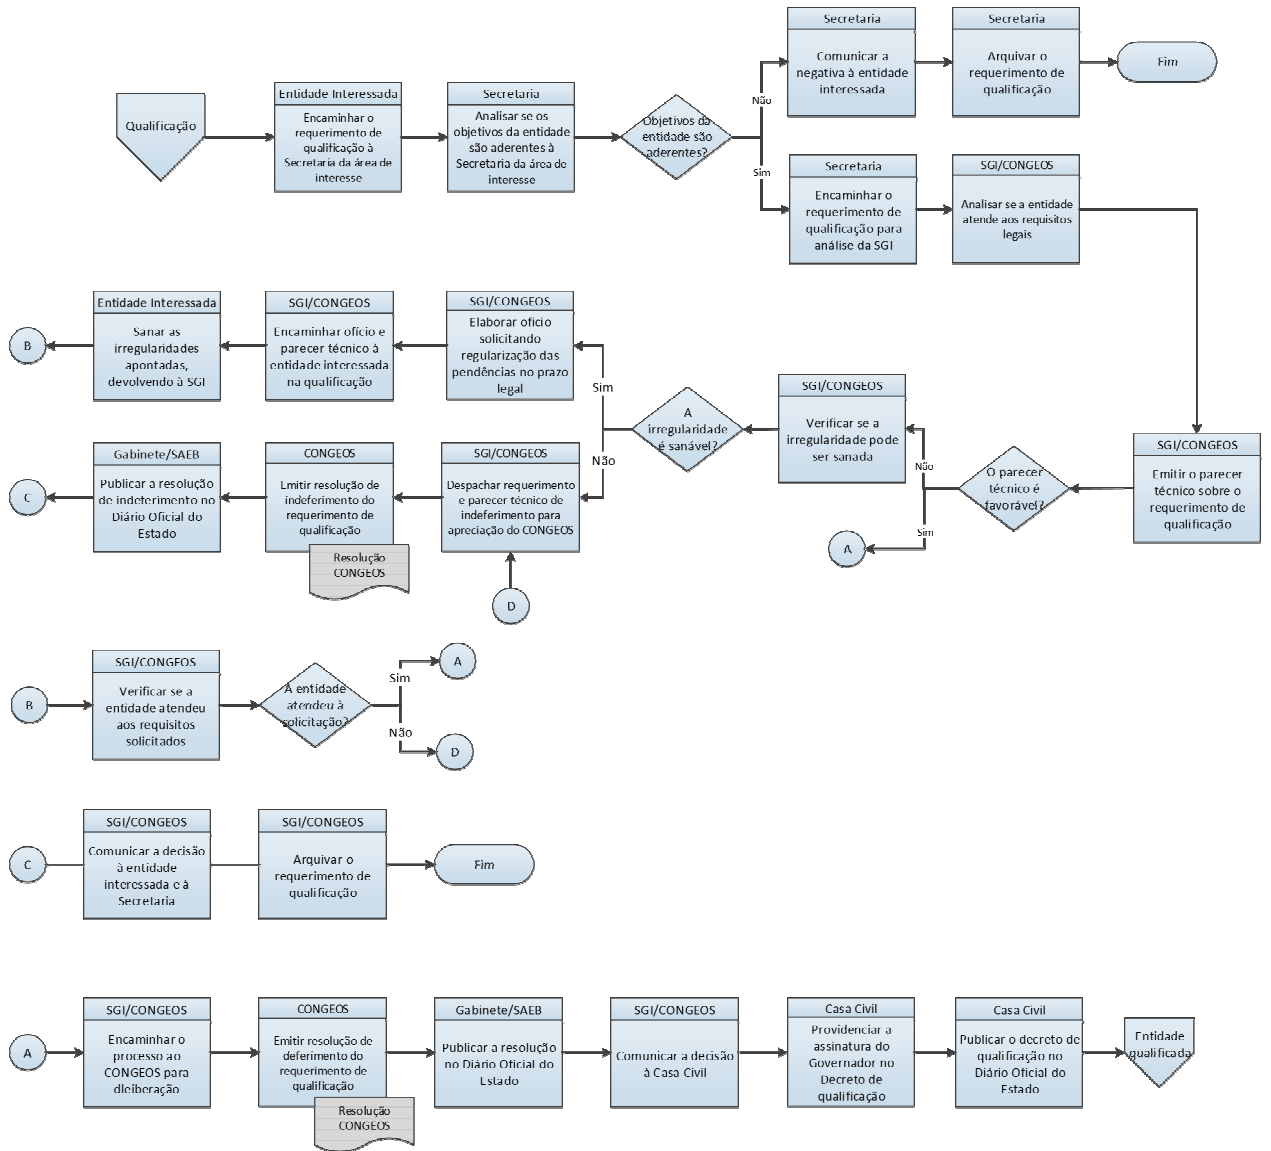 Qualificação
Entidade Interessada
Encaminhar o
requerimento de
qualificação à
Secretaria da área de
interesse
Secretaria
Analisar se os
objetivos da entidade
são aderentes à
Secretaria da área de
interesse
Objetivos da
entidade são
aderentes?
Não
Sim
Secretaria
Comunicar a
negativa à entidade
interessada
Secretaria
Arquivar o
requerimento de
qualificação
Fim
Secretaria
Encaminhar o
requerimento de
qualificação para
análise da SGI
SGI/CONGEOS
Analisar se a entidade
atende aos requisitos
legais
SGI/CONGEOS
Emitir o parecer
técnico sobre o
requerimento de
qualificação
O parecer
técnico é
favorável?
Não
Sim
A
SGI/CONGEOS
Verificar se a
irregularidade pode
ser sanada
A
irregularidade
é sanável?
Sim
Não
SGI/CONGEOS
Elaborar oficio
solicitando
regularização das
pendências no prazo
legal
SGI/CONGEOS
Encaminhar ofício e
parecer técnico à
entidade interessada
na qualificação
Entidade Interessada
Sanar as
irregularidades
apontadas,
devolvendo à SGI
B
SGI/CONGEOS
Despachar requerimento
e parecer técnico de
indeferimento para
apreciação do CONGEOS
D
CONGEOS
Emitir resolução de
indeferimento do
requerimento de
qualificação
Resolução
CONGEOS
Gabinete/SAEB
Publicar a resolução
de indeferimento no
Diário Oficial do
Estado
C
B
SGI/CONGEOS
Verificar se a
entidade atendeu
aos requisitos
solicitados
A entidade
atendeu à
solicitação?
Sim
A
Não
D
C
SGI/CONGEOS
Comunicar a decisão
à entidade
interessada e à
Secretaria
SGI/CONGEOS
Arquivar o
requerimento de
qualificação
Fim
A
SGI/CONGEOS
Encaminhar o
processo ao
CONGEOS para
dleiberação
CONGEOS
Emitir resolução de
deferimento do
requerimento de
qualificação
Resolução
CONGEOS
Gabinete/SAEB
Publicar a resolução
no Diário Oficial do
Estado
SGI/CONGEOS
Comunicar a decisão
à Casa Civil
Casa Civil
Providenciar a
assinatura do
Governador no
Decreto de
qualificação
Casa Civil
Publicar o decreto de
qualificação no
Diário Oficial do
Estado
Entidade
qualificada